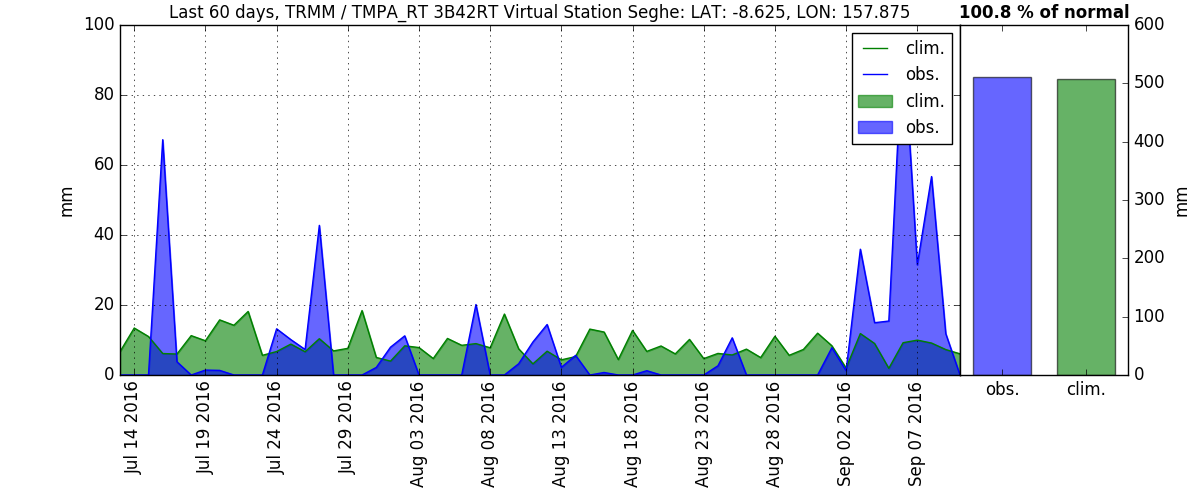 Last 60 days, TRMM / TMPA_RT 3B42RT Virtual Station Seghe: LAT: -8.625, LON: 157.875
100.8 % of normal
100
80
60
40
20
0
mm
clim.
obs.
clim.
obs.
600
500
400
300
200
100
0
mm
Jul 14 2016
Jul 19 2016
Jul 24 2016
Jul 29 2016
Aug 03 2016
Aug 08 2016
Aug 13 2016
Aug 18 2016
Aug 23 2016
Aug 28 2016
Sep 02 2016
Sep 07 2016
obs.
clim.